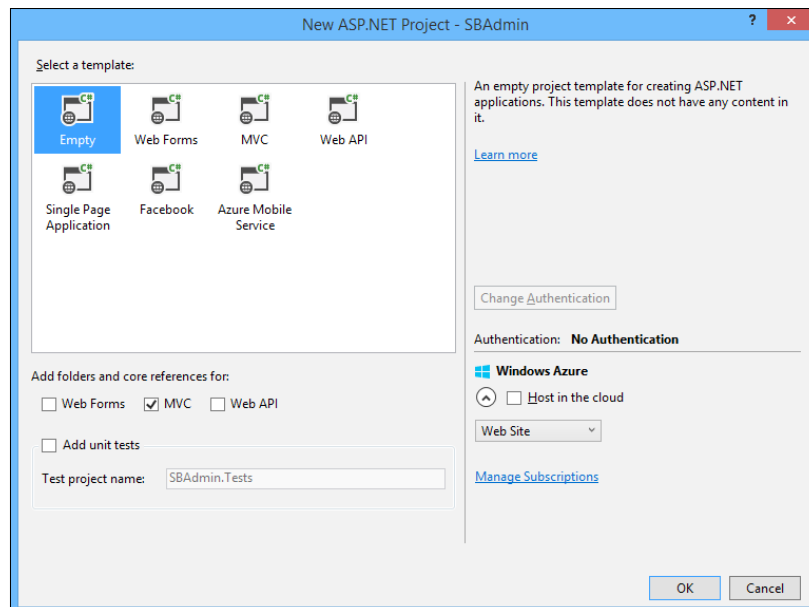 New ASP.NET Project - SBAdmin
?
Select a template:
C# C# C# C#
Empty Web Forms MVC Web API
C# C# C#
Single Page Application Facebook Azure Mobile Service
An empty project template for creating ASP.NET
applications. This template does not have any content in
it.
Learn more
Change Authentication
Authentication: No Authentication
Add folders and core references for:
Web Forms MVC Web API
Add unit tests
Test project name: SBAdmin.Tests
Windows Azure
Host in the cloud
Web Site
Manage Subscriptions
OK Cancel